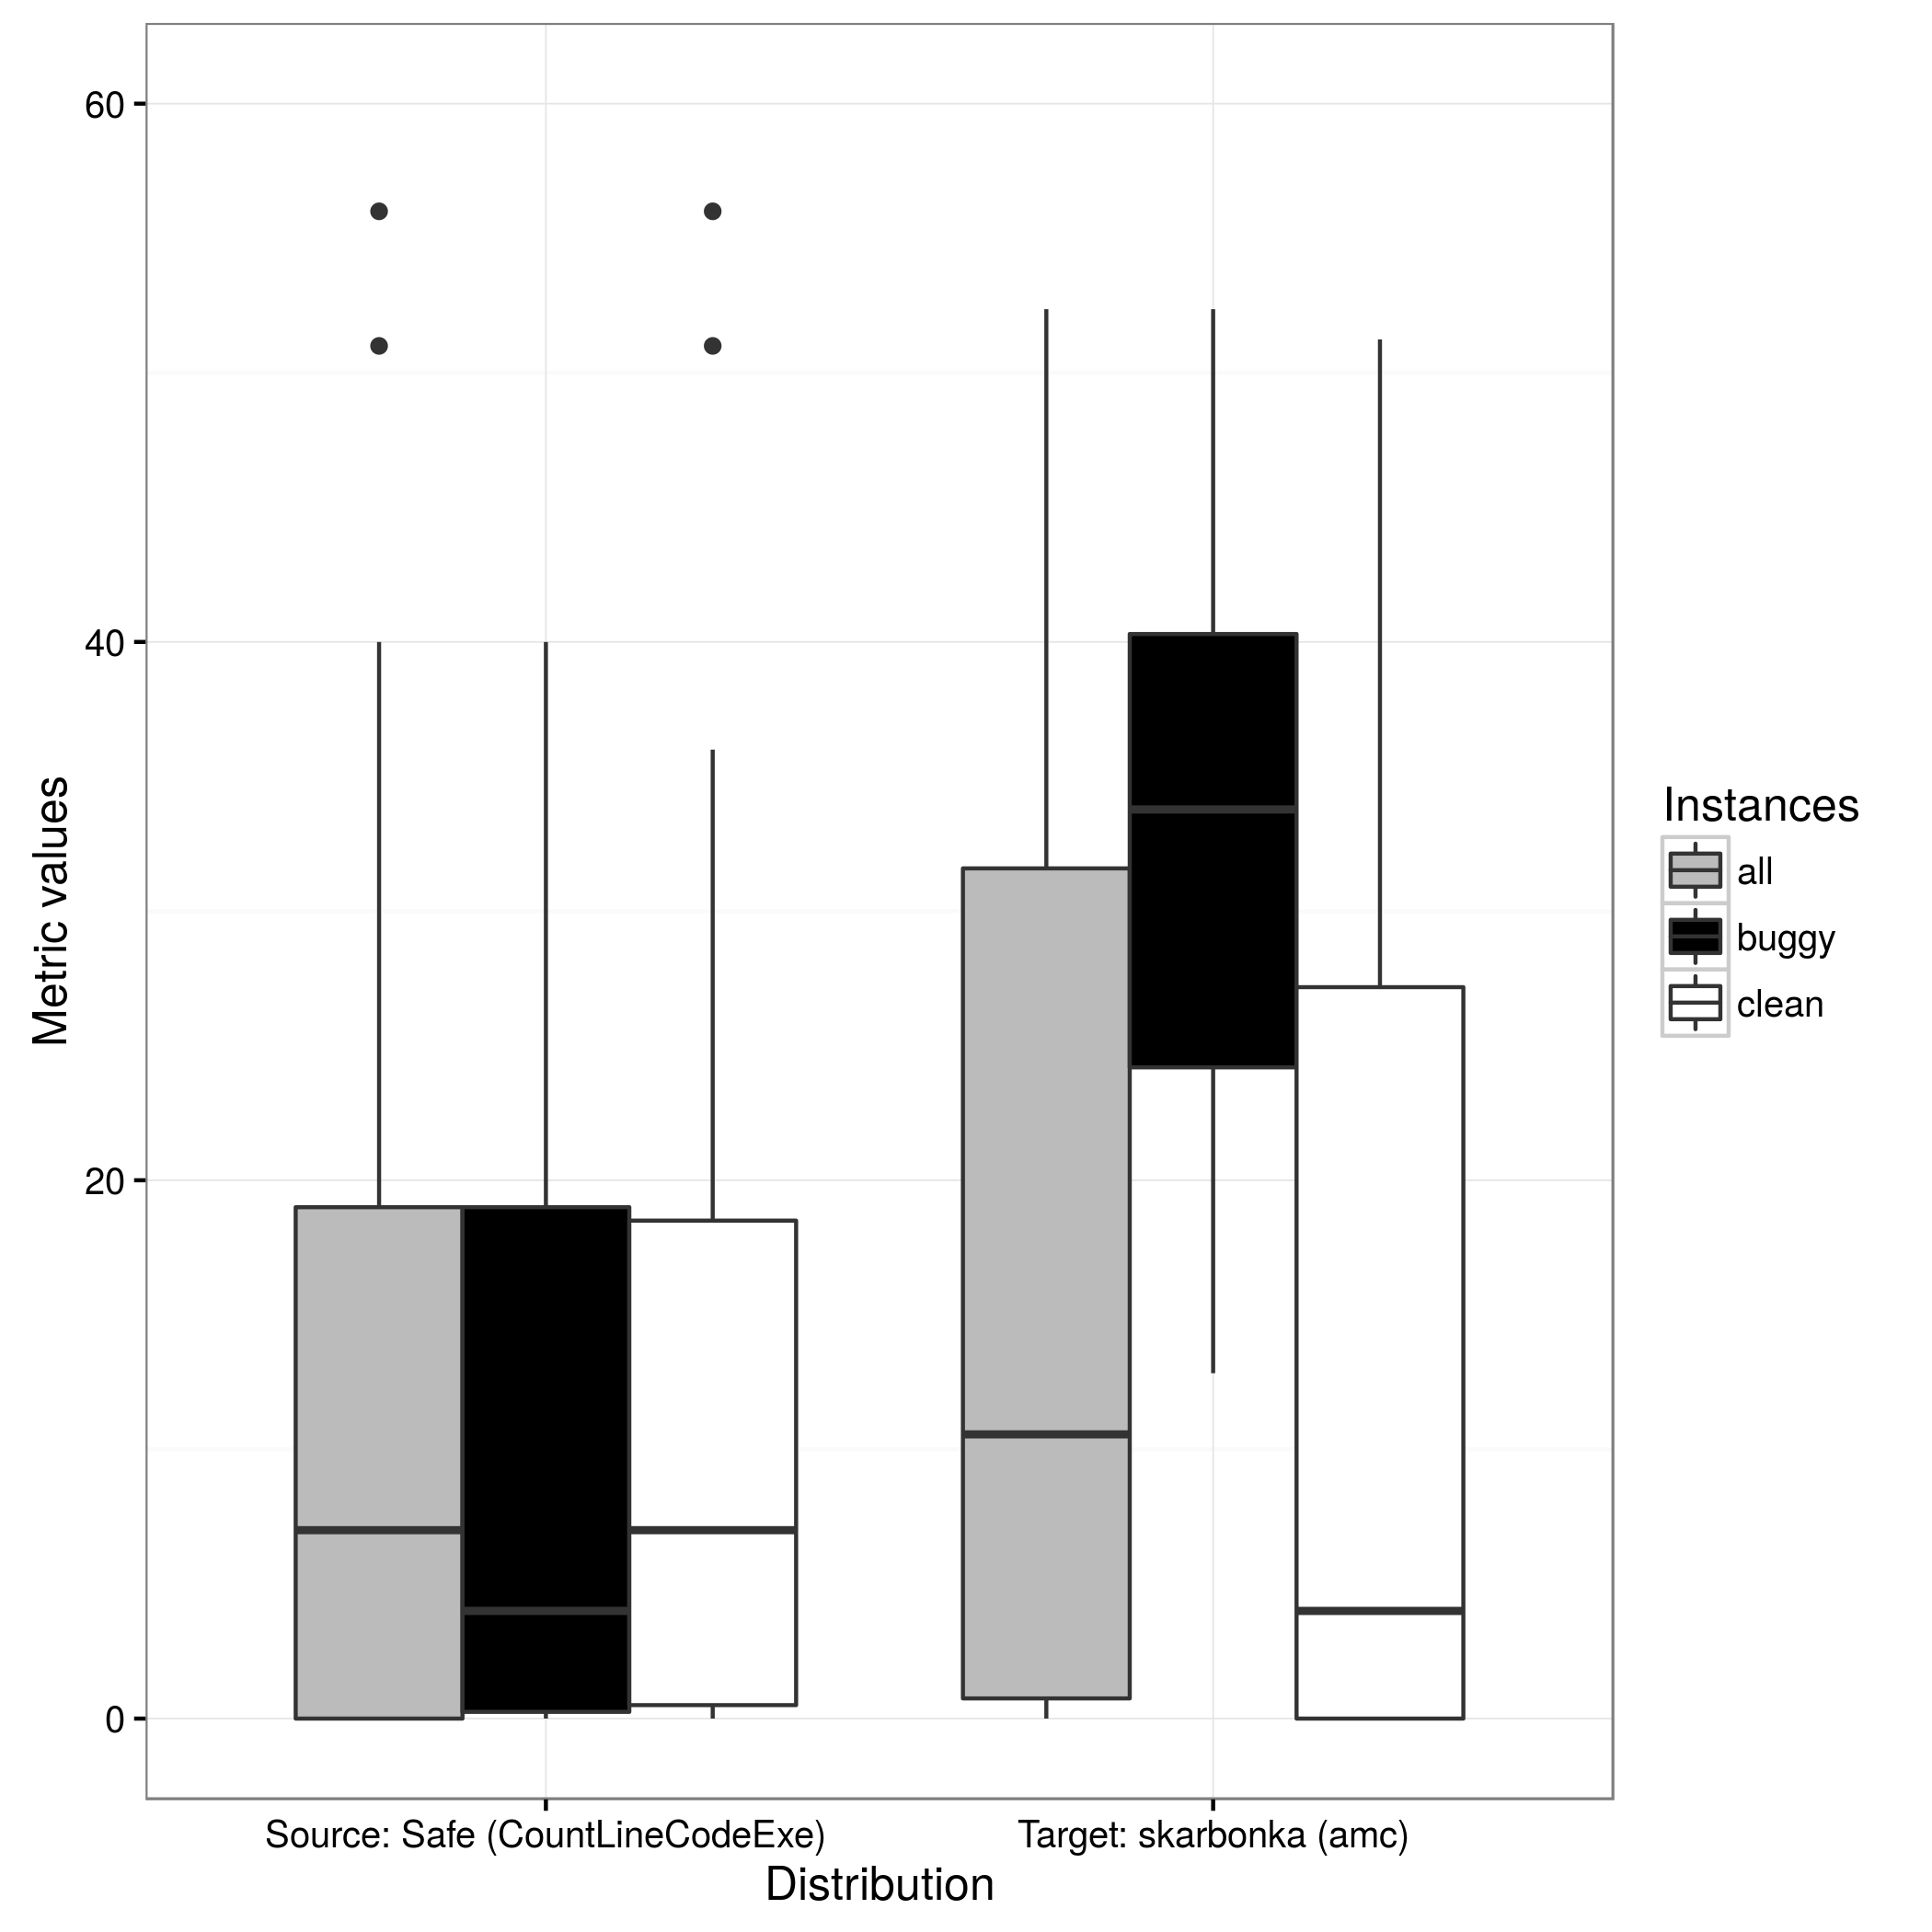 60
40
20
0
Metric values
Source: Safe (CountLineCodeExe)
Target: skarbonka (amc)
Distribution
Instances
all
buggy
clean